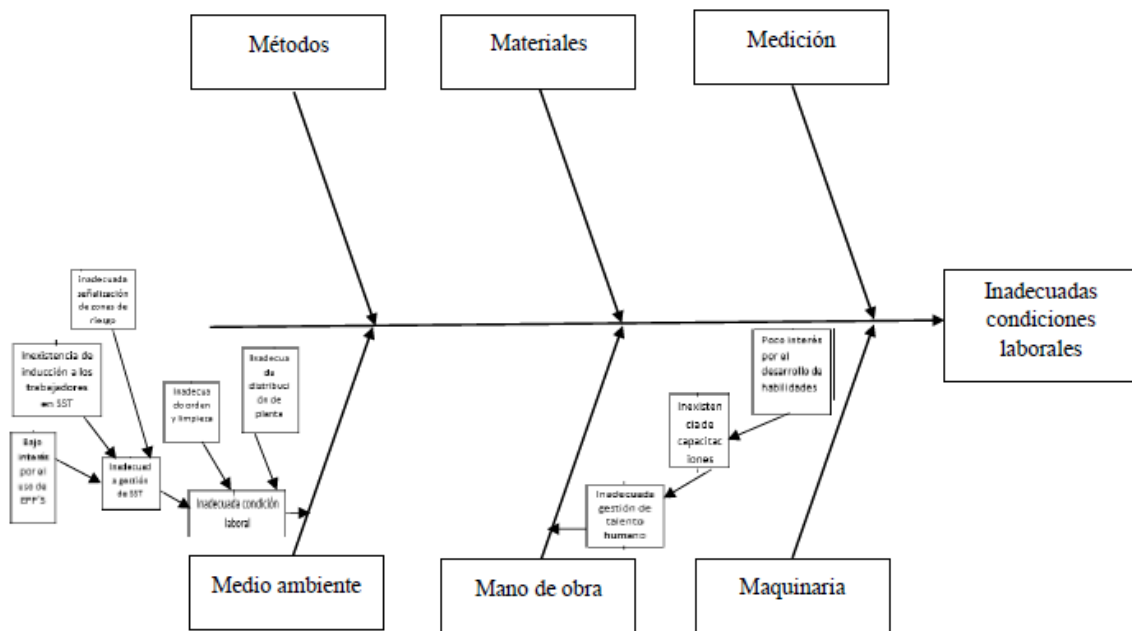 Métodos
Materiales
Medición
Inadecuada
señalización
de zonas de
riesgo
Inadecuadas
condiciones
laborales
Inexistencia de
inducción a los
trabajadores
en SST
Inadecua
do orden
y limpieza
Inadecua
da
distribuci
ón de
planta
Poco interés
por el
desarrollo de
habilidades
Inexisten
cia de
capacitac
iones
Bajo
interés
por el
uso de
EPP'S
Inadecuad
a gestión
de SST
Inadecuada condición
laboral
Inadecuada
gestión de
talento
humano
Medio ambiente
Mano de obra
Maquinaria